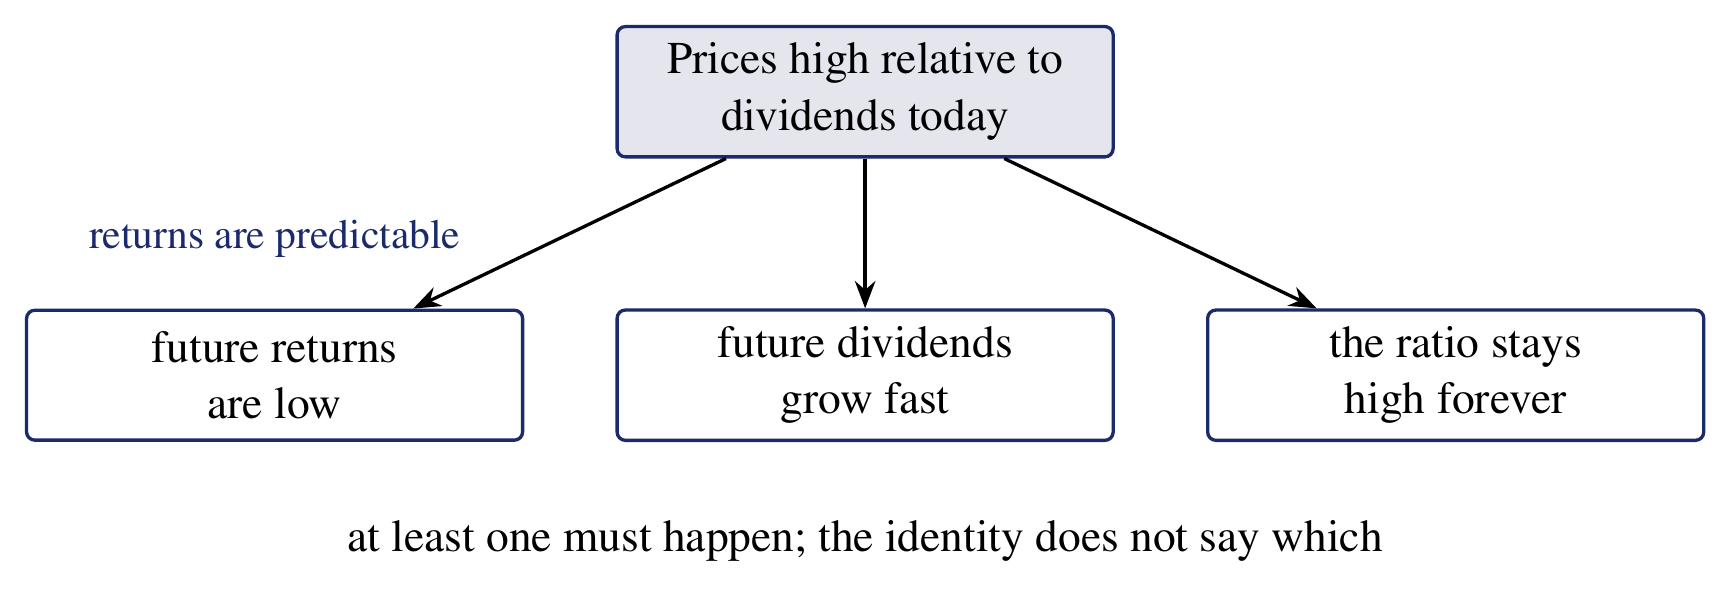 Prices high relative to
dividends today
returns are predictable
future returns
are low
future dividends
grow fast
the ratio stays
high forever
at least one must happen; the identity does not say which